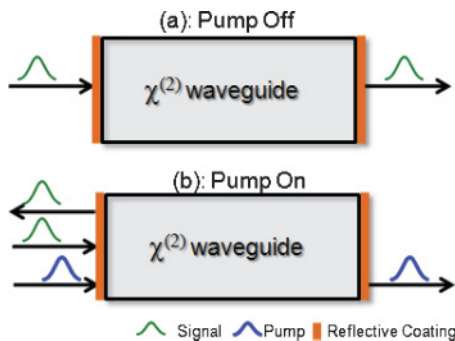 (a): Pump Off
χ(2) waveguide
(b): Pump On
χ(2) waveguide
Signal Pump Reflective Coating